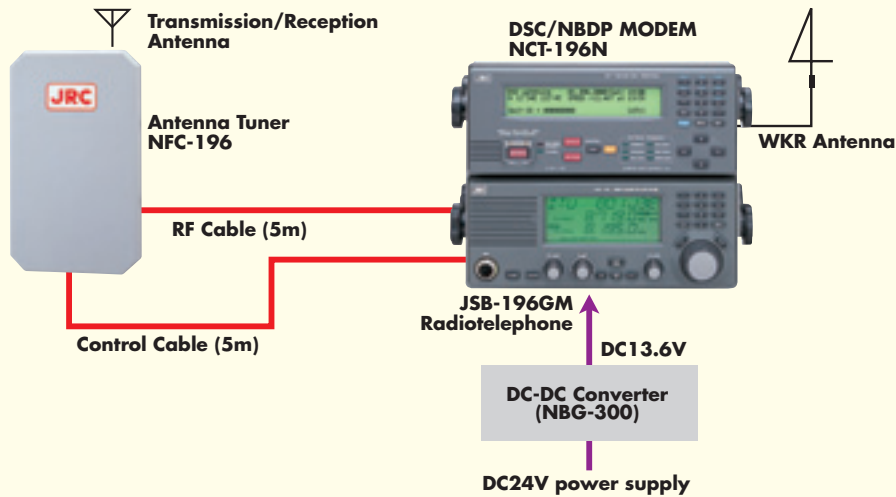 Transmission/Reception
Antenna
DSC/NBDP MODEM
NCT-196N
JRC
Antenna Tuner
NFC-196
WKR Antenna
RF Cable (5m)
JSB-196GM
Radiotelephone
Control Cable (5m)
DC13.6V
DC-DC Converter
(NBG-300)
DC24V power supply